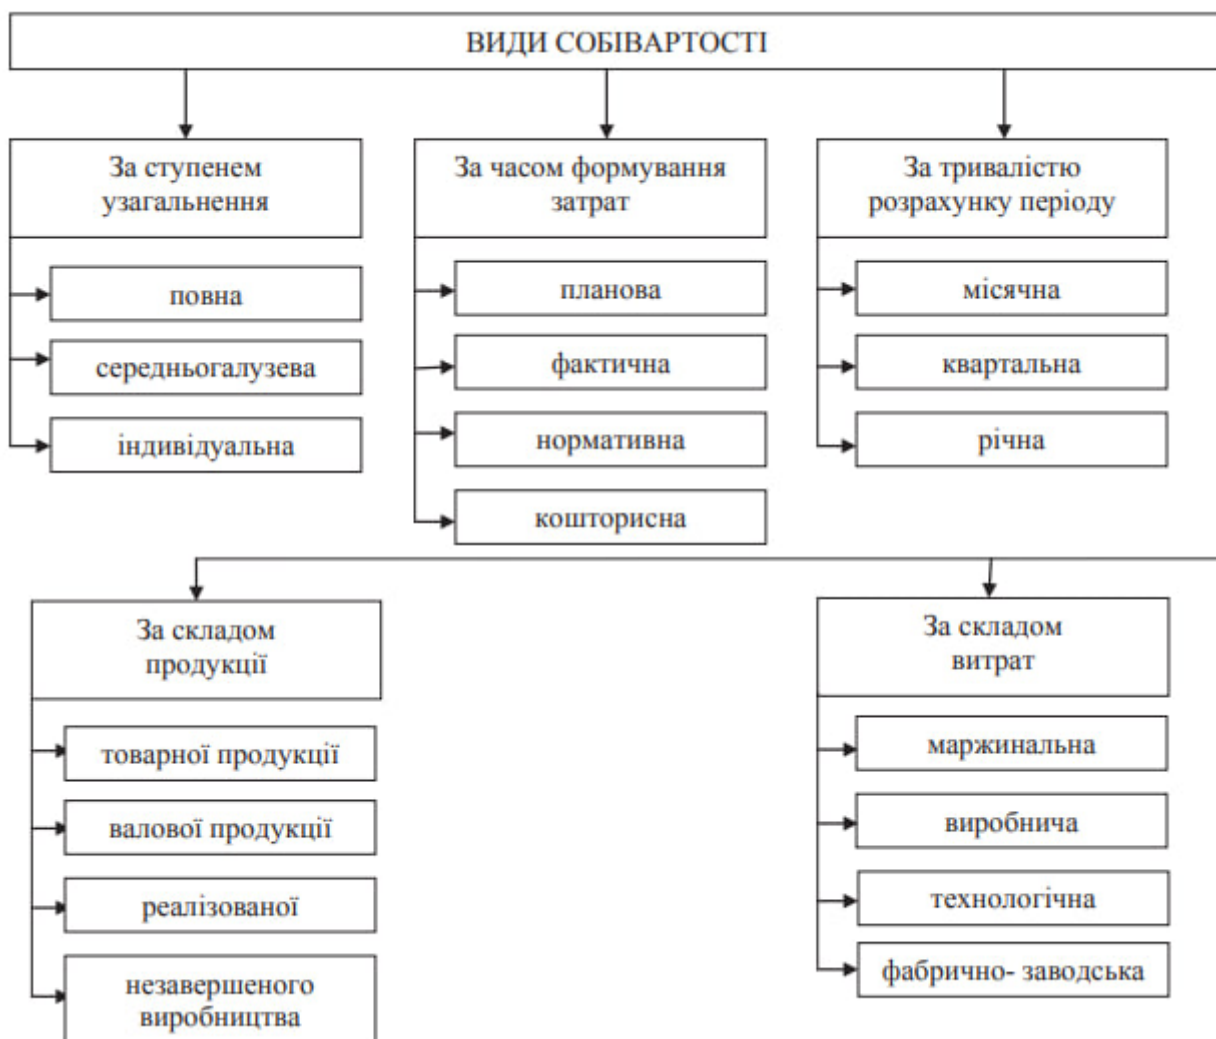 ВИДИ СОБІВАРТОСТІ
За ступенем
узагальнення
повна
середньогалузева
індивідуальна
За часом формування
затрат
планова
фактична
нормативна
кошторисна
За тривалістю
розрахунку періоду
місячна
квартальна
річна
За складом
продукції
товарної продукції
валової продукції
реалізованої
незавершеного
виробництва
За складом
витрат
маржинальна
виробнича
технологічна
фабрично- заводська